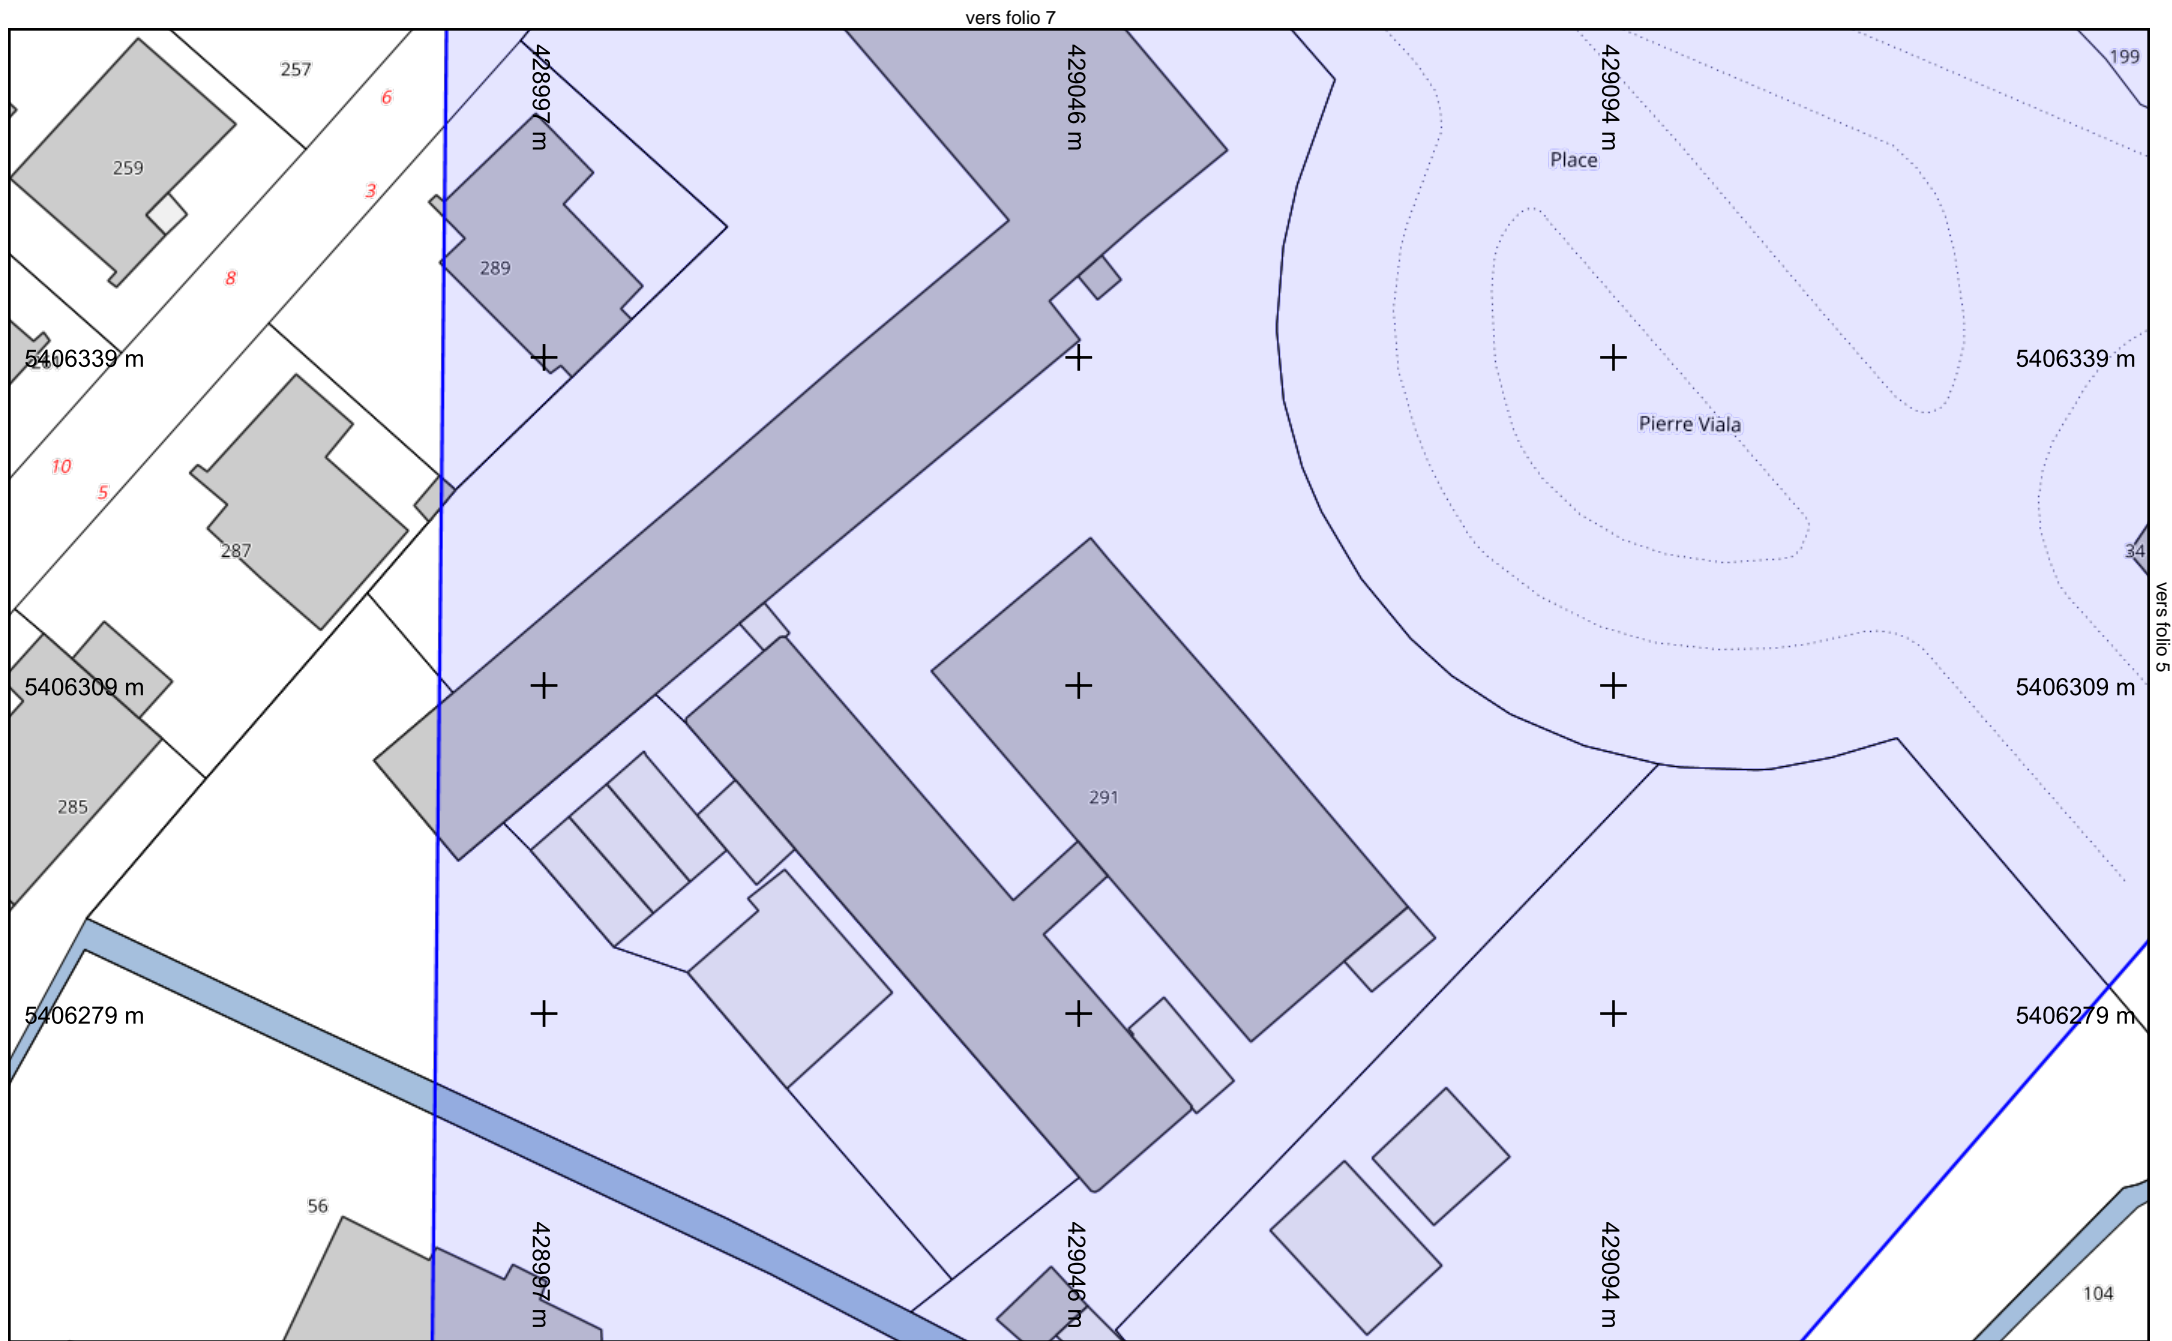 vers folio 7
428997 m
429046 m
429094 m
199
257
6
259
Place
3
289
8
5406339 m
5406339 m
Pierre Viala
10
5
287
34
vers folio 5
5406309 m
5406309 m
285
291
5406279 m
5406279 m
56
428997 m
429046 m
429094 m
104